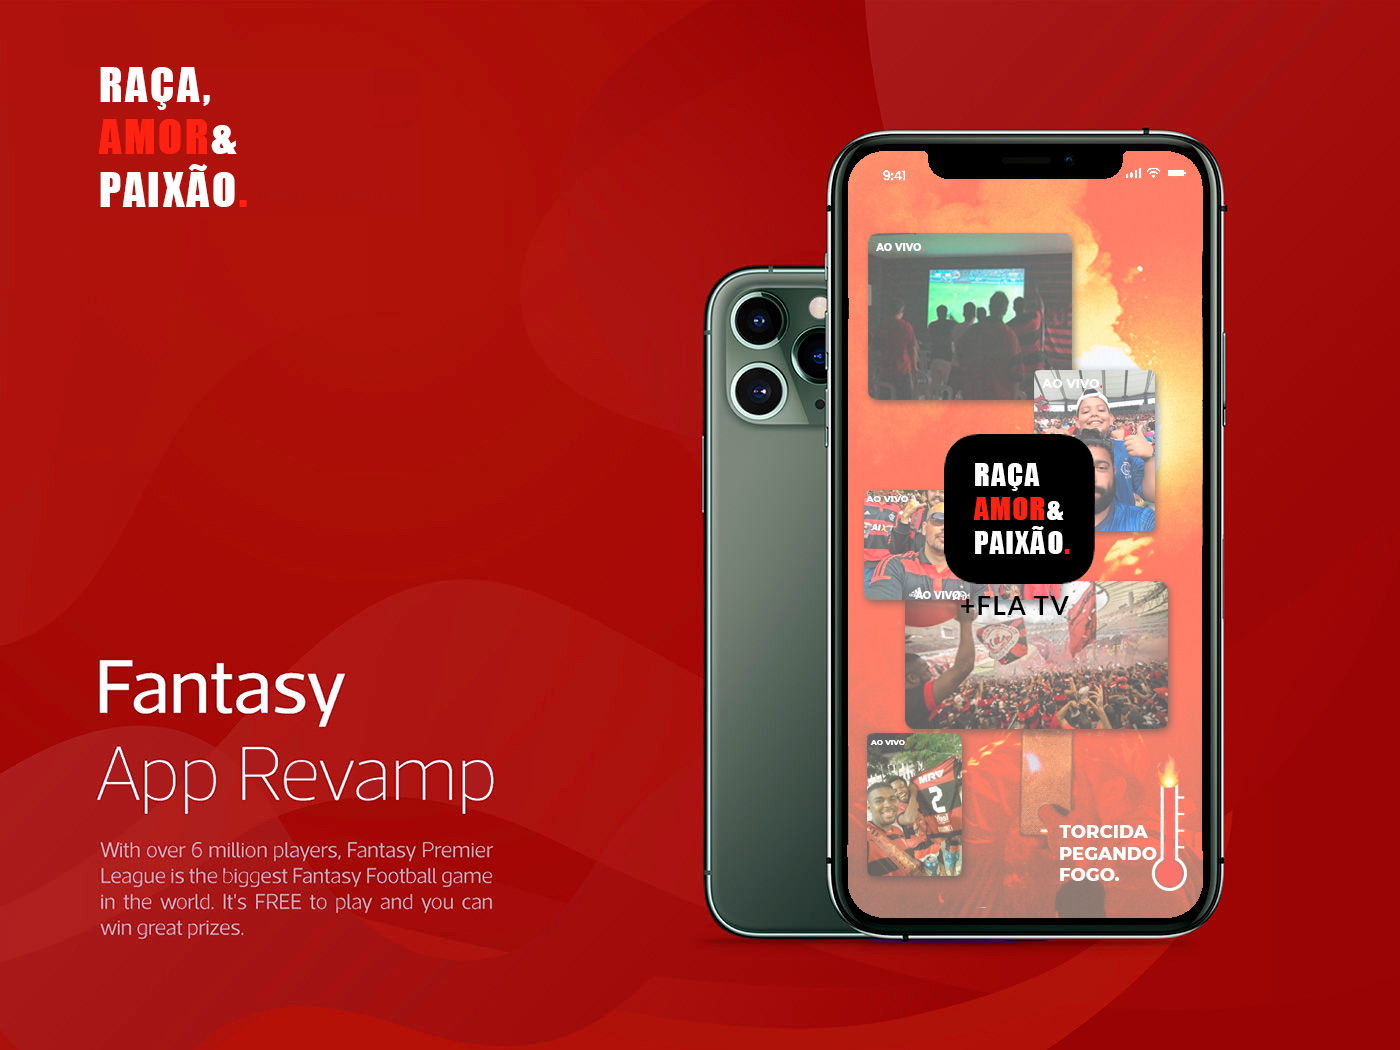 RAÇA,
AMOR&
PAIXÃO.
Fantasy
App Revamp
With over 6 million players, Fantasy Premier
League is the biggest Fantasy Football game
in the world. It's FREE to play and you can
win great prizes.
9:41
AO VIVO
AO VIVO
RAÇA
AMOR&
PAIXÃO.
AO VIVO
AO VIVO
+FLA TV
AO VIVO
MRV
2
TORCIDA
PEGANDO
FOGO.